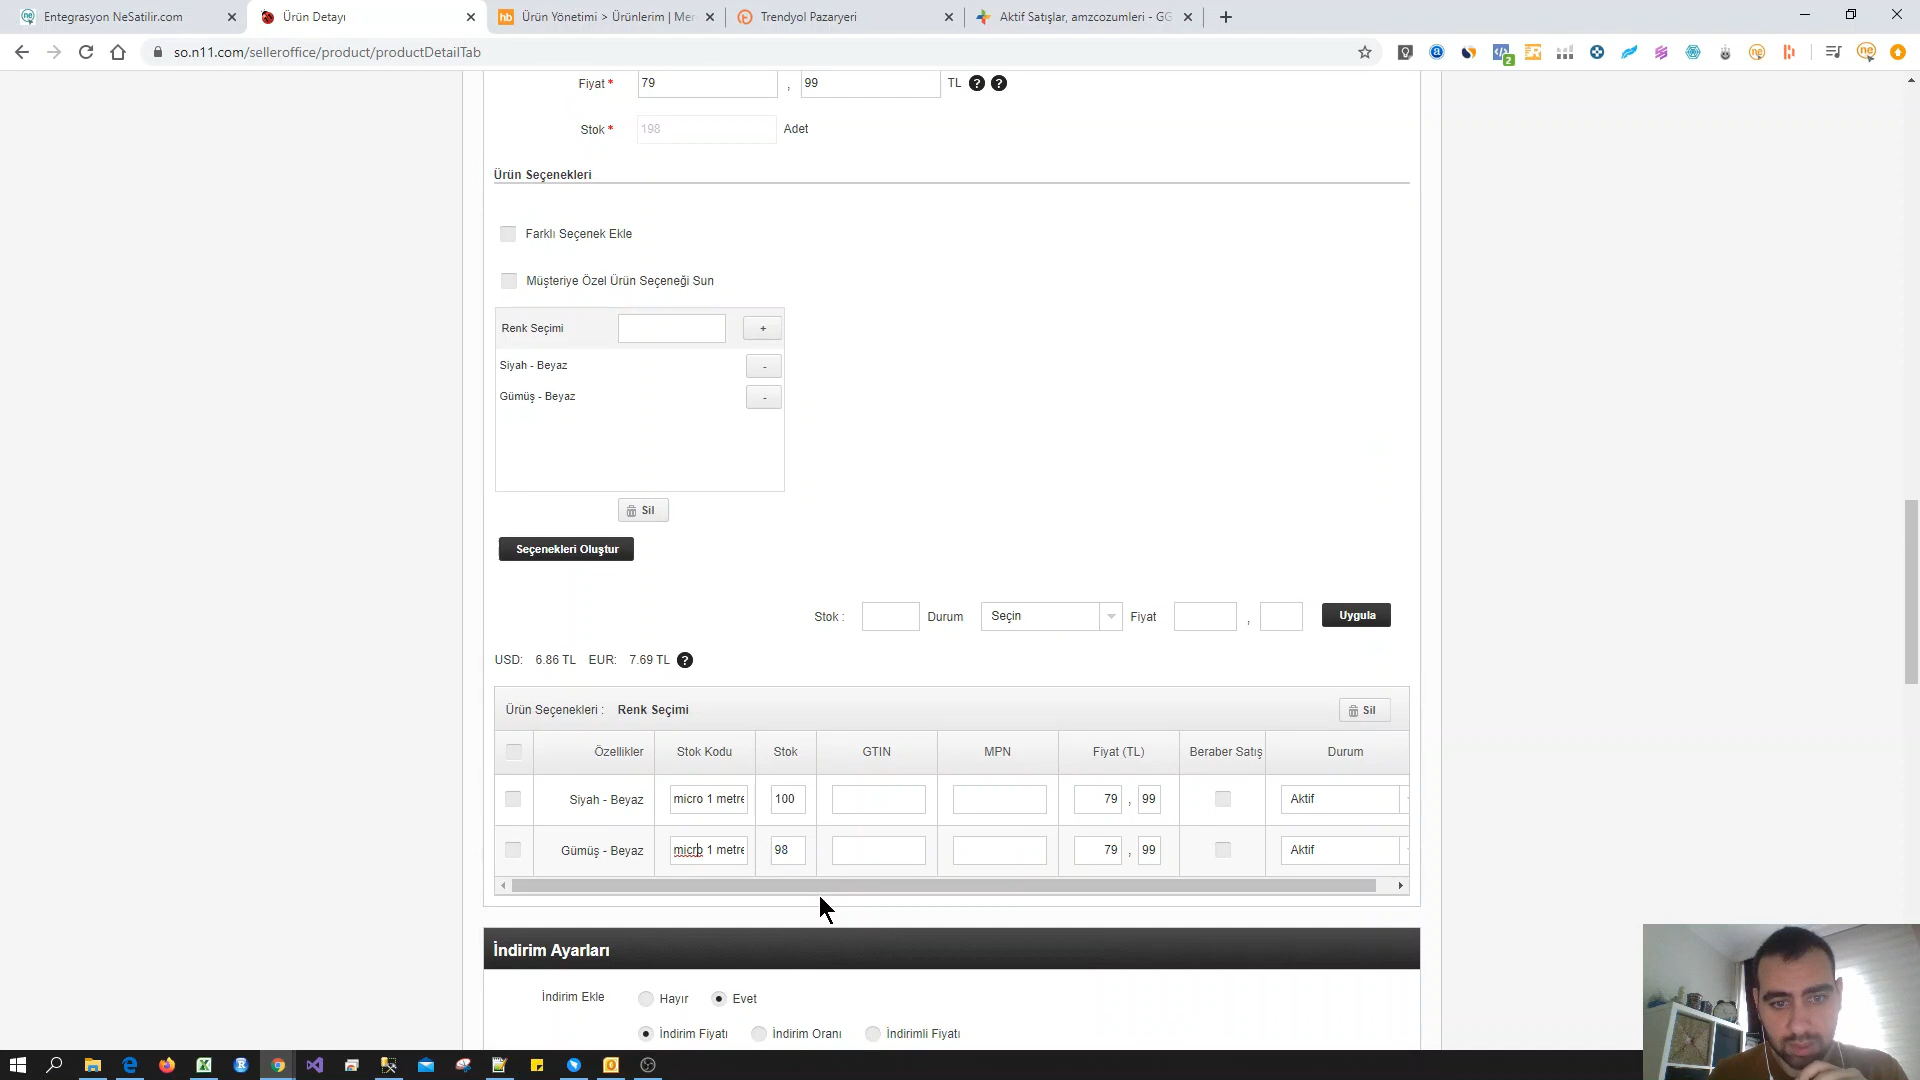 Entegrasyon NeSatilir.com
Ürün Detayı
Ürün Yönetimi > Ürünlerim | Mer
Trendyol Pazaryeri
Aktif Satışlar, amzcozumleri - GG
so.n11.com/selleroffice/product/productDetailTab
2
Fiyat * 79 , 99 TL ? ?
Stok * 198 Adet
Ürün Seçenekleri
Farklı Seçenek Ekle
Müşteriye Özel Ürün Seçeneği Sun
Renk Seçimi +
Siyah - Beyaz -
Gümüş - Beyaz -
Sil
Seçenekleri Oluştur
Stok : Durum Seçin Fiyat , Uygula
USD: 6.86 TL EUR: 7.69 TL ?
Ürün Seçenekleri : Renk Seçimi Sil
Özellikler Stok Kodu Stok GTIN MPN Fiyat (TL) Beraber Satış Durum
Siyah - Beyaz micro 1 metre 100 79 , 99 Aktif
Gümüş - Beyaz micro 1 metre 98 79 , 99 Aktif
İndirim Ayarları
İndirim Ekle Hayır Evet
İndirim Fiyatı İndirim Oranı İndirimli Fiyatı